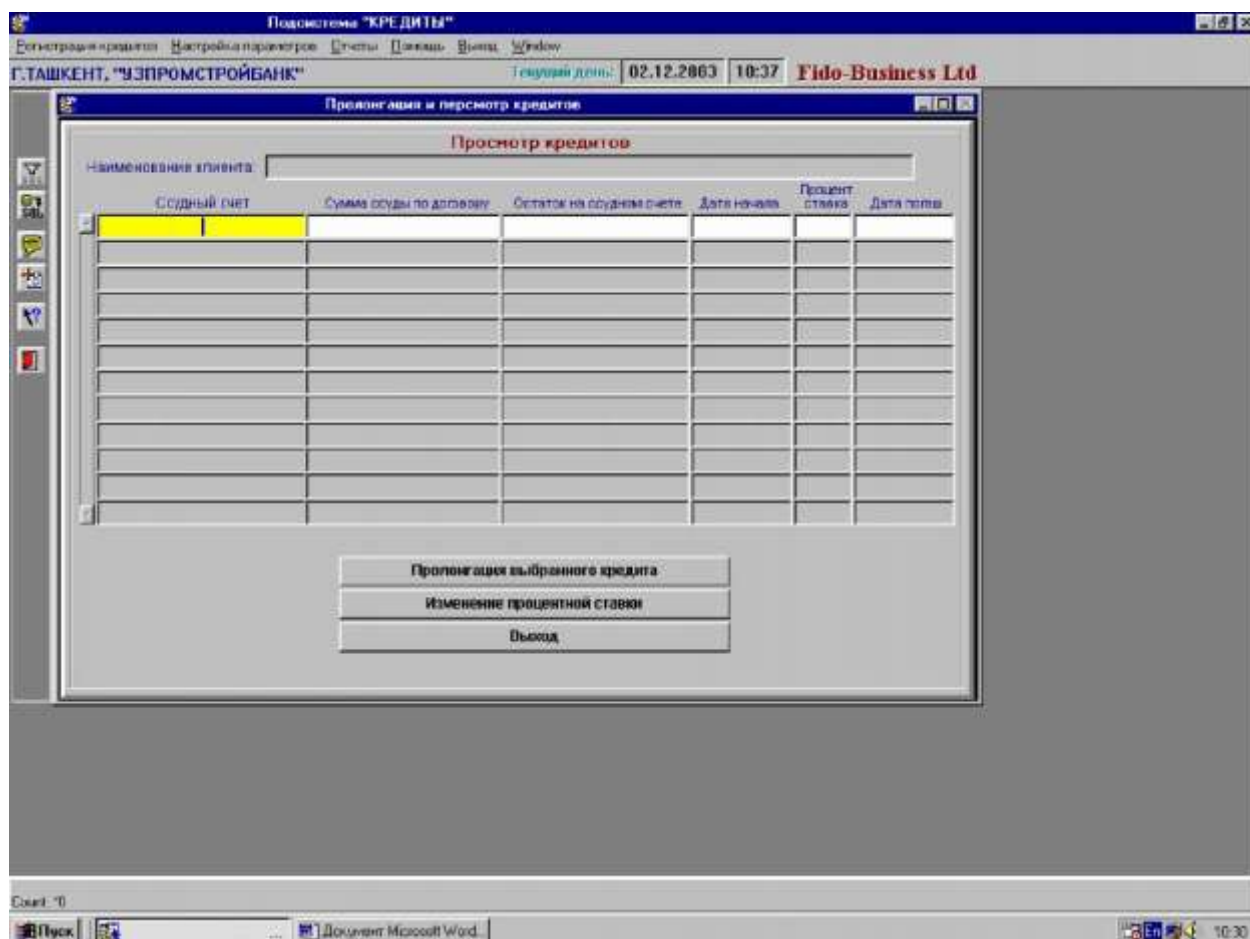 Подсистема "КРЕДИТЫ"
Регистрация кредитов Настройка параметров Отчеты Помощь Выход Window
Г.ТАШКЕНТ, "УЗПРОМСТРОЙБАНК" Текущий день: 02.12.2003 10:37 Fido-Business Ltd
Пролонгация и персмотр кредитов
Просмотр кредитов
Наименование клиента:
Ссудный счет Сумма ссуды по договору Остаток на ссудном счете Дата начала Процент ставка Дата погаш
Пролонгация выбранного кредита
Изменение процентной ставки
Выход
Count: *0
Пуск ... Документ Microsoft Word... En 10:30